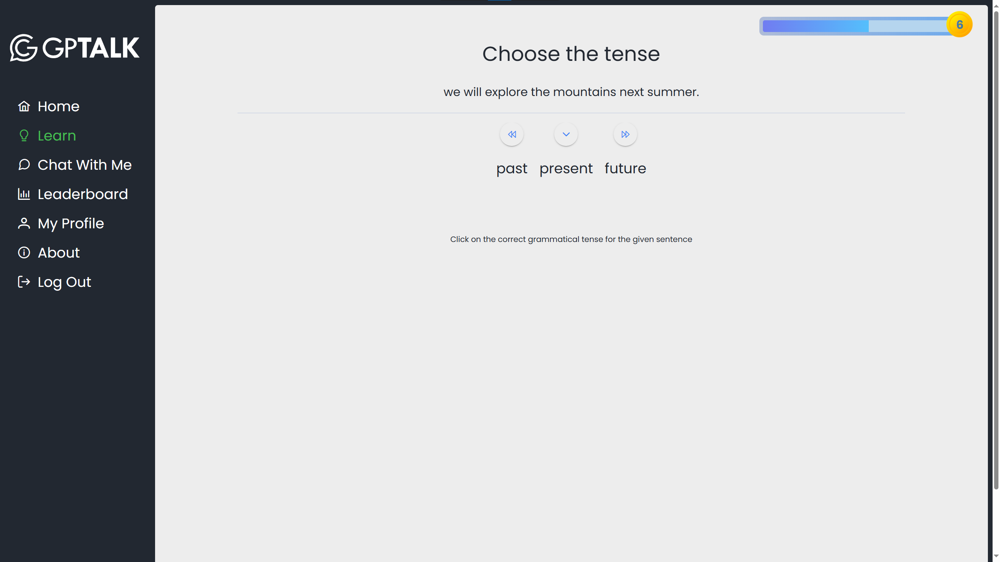 GPTALK
Home
Learn
Chat With Me
Leaderboard
My Profile
About
Log Out
6
Choose the tense
we will explore the mountains next summer.
past present future
Click on the correct grammatical tense for the given sentence